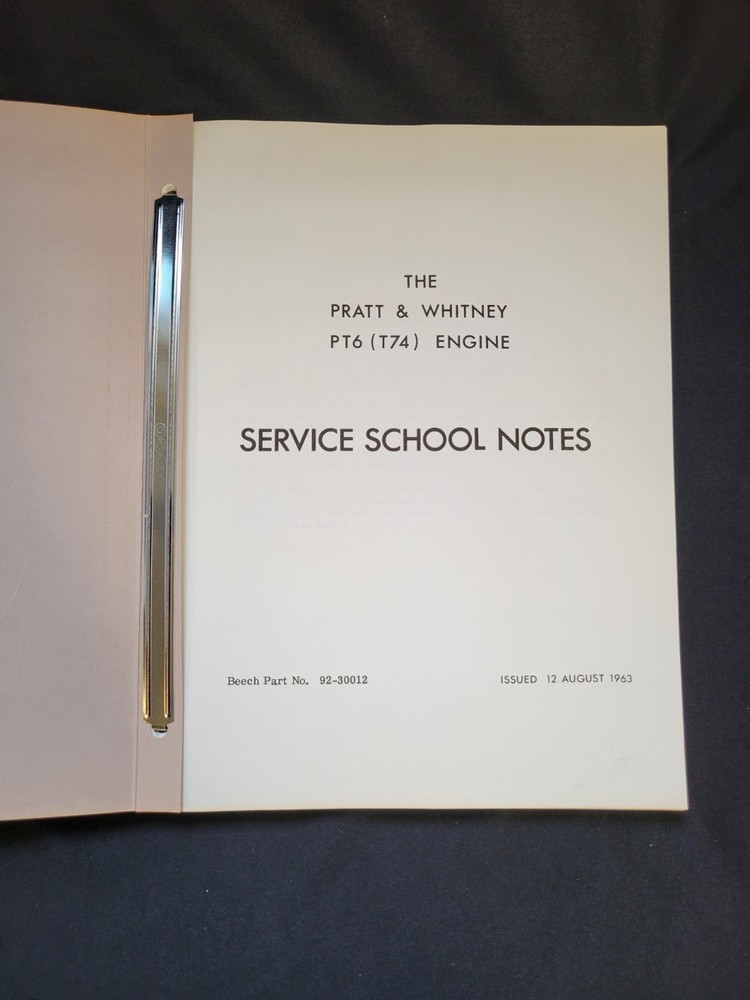 THE
PRATT & WHITNEY
PT6 (T74) ENGINE
SERVICE SCHOOL NOTES
Beech Part No. 92-30012
ISSUED 12 AUGUST 1963